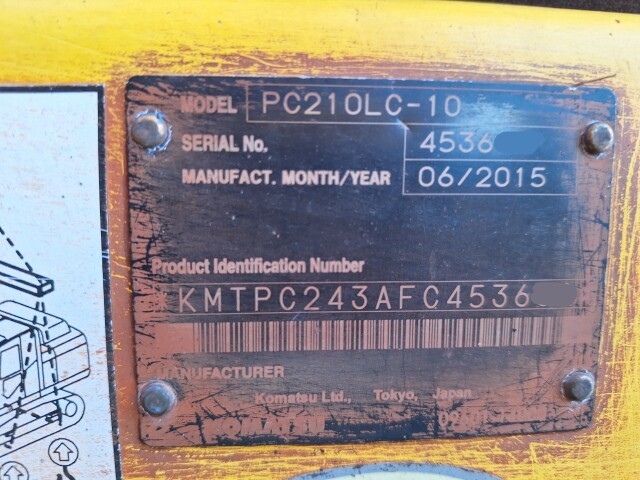 MODEL PC210LC-10
SERIAL No. 4536
MANUFACT. MONTH/YEAR 06/2015
Product Identification Number
*KMTPC243AFC4536
MANUFACTURER
Komatsu Ltd., Tokyo, Japan
KOMATSU